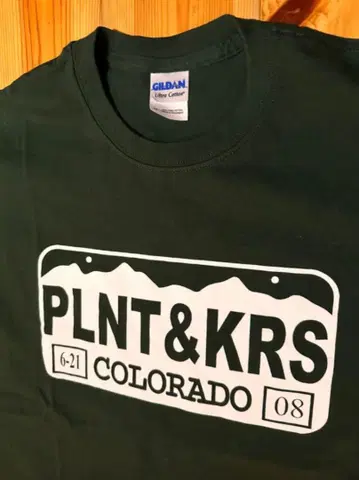 GILDAN
Ultra Cotton
PLNT&KRS
6-21 COLORADO 08